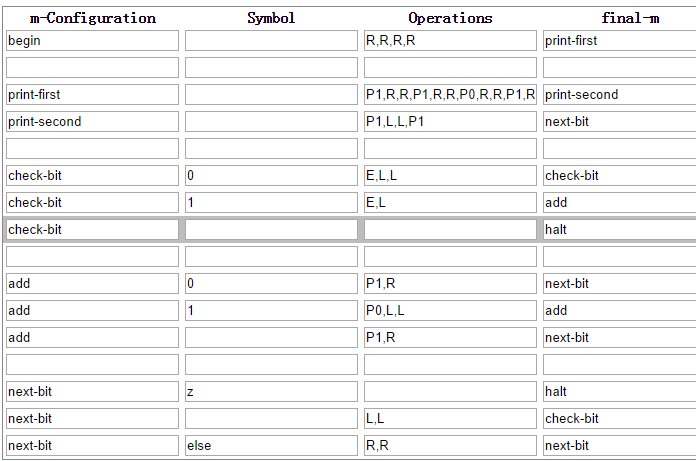 m-Configuration Symbol Operations final-m
begin R,R,R,R print-first
print-first P1,R,R,P1,R,R,P0,R,R,P1,R print-second
print-second P1,L,L,P1 next-bit
check-bit 0 E,L,L check-bit
check-bit 1 E,L add
check-bit halt
add 0 P1,R next-bit
add 1 P0,L,L add
add P1,R next-bit
next-bit z halt
next-bit L,L check-bit
next-bit else R,R next-bit